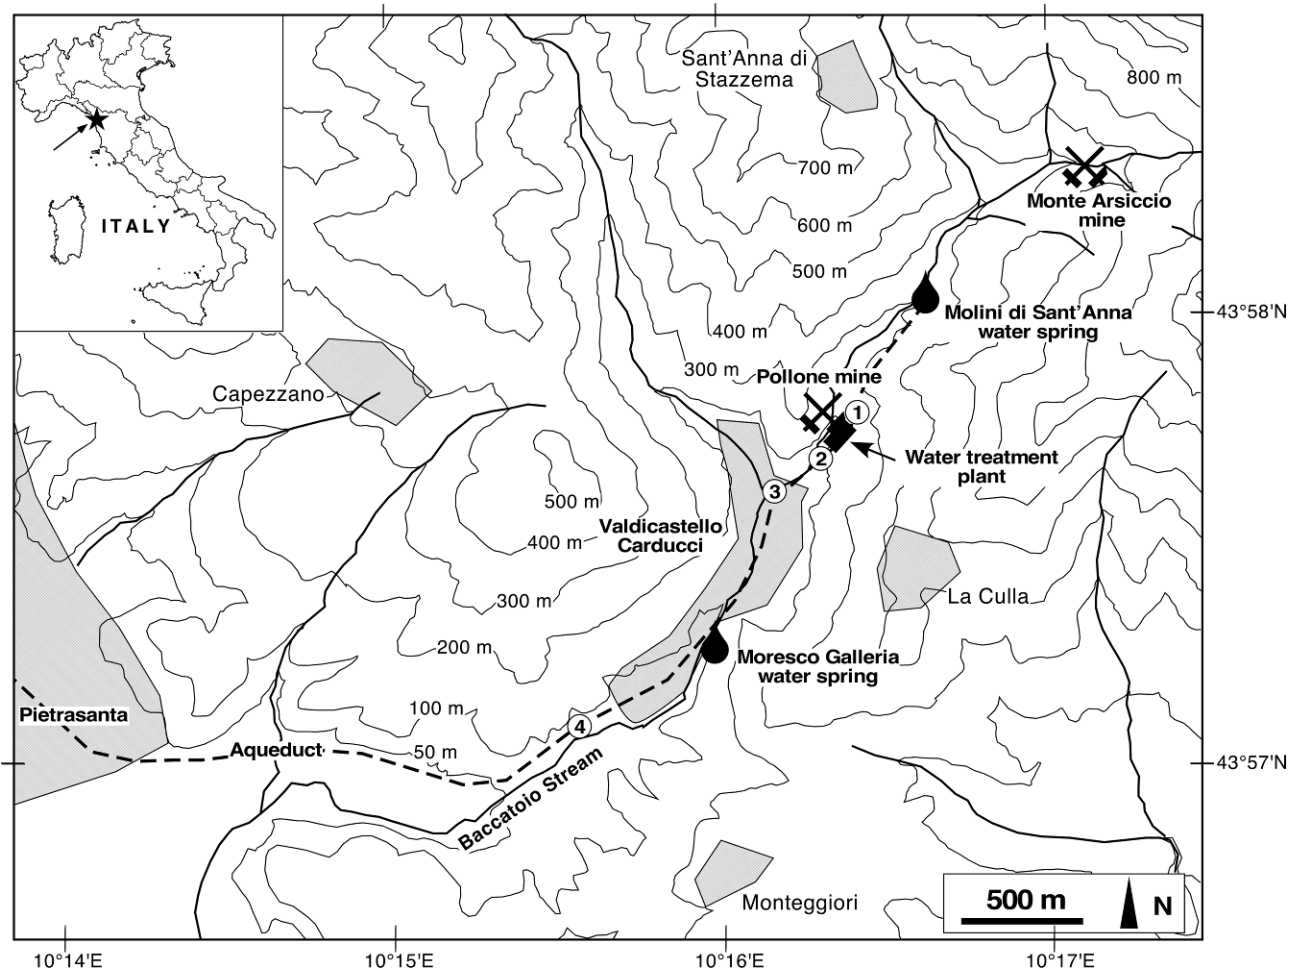 Sant'Anna di
Stazzema
800 m
700 m
Monte Arsiccio
mine
600 m
ITALY
500 m
Molini di Sant'Anna
water spring
43°58'N
400 m
300 m
Pollone mine
Capezzano
1
2
Water treatment
plant
3
500 m
Valdicastello
Carducci
400 m
La Culla
300 m
200 m
Moresco Galleria
water spring
100 m
Pietrasanta
4
Aqueduct
50 m
43°57'N
Baccatoio Stream
Monteggiori
500 m
N
10°14'E
10°15'E
10°16'E
10°17'E